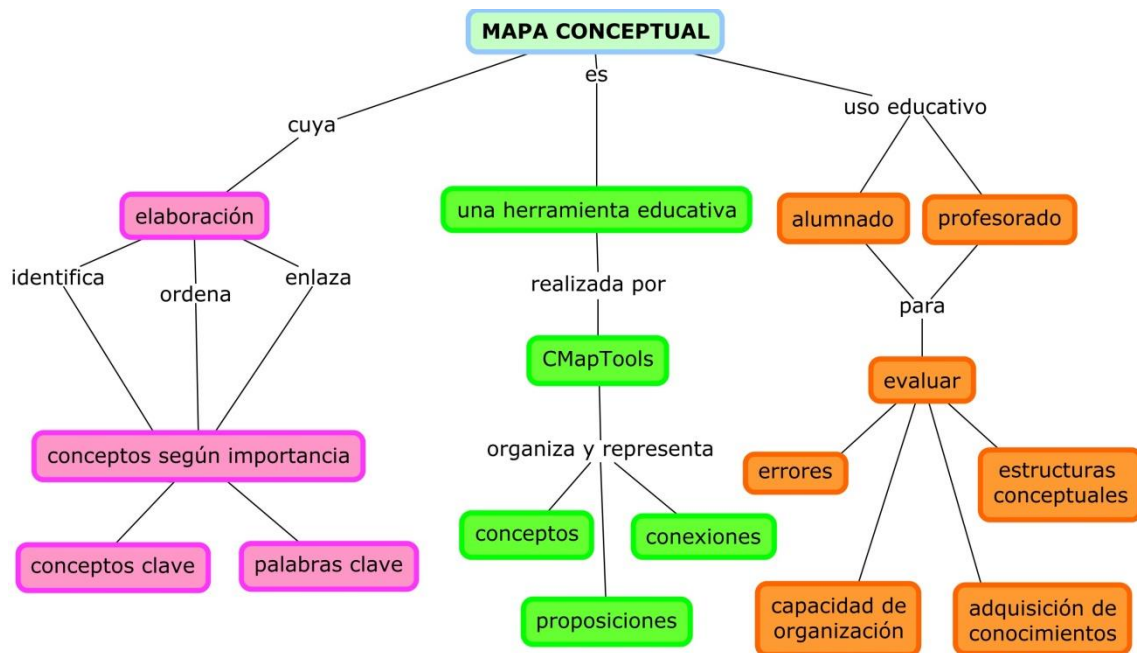 MAPA CONCEPTUAL
es
uso educativo
cuya
elaboración
una herramienta educativa
alumnado
profesorado
identifica
ordena
enlaza
realizada por
para
CMapTools
evaluar
conceptos según importancia
organiza y representa
errores
estructuras
conceptuales
conceptos
conexiones
conceptos clave
palabras clave
proposiciones
capacidad de
organización
adquisición de
conocimientos